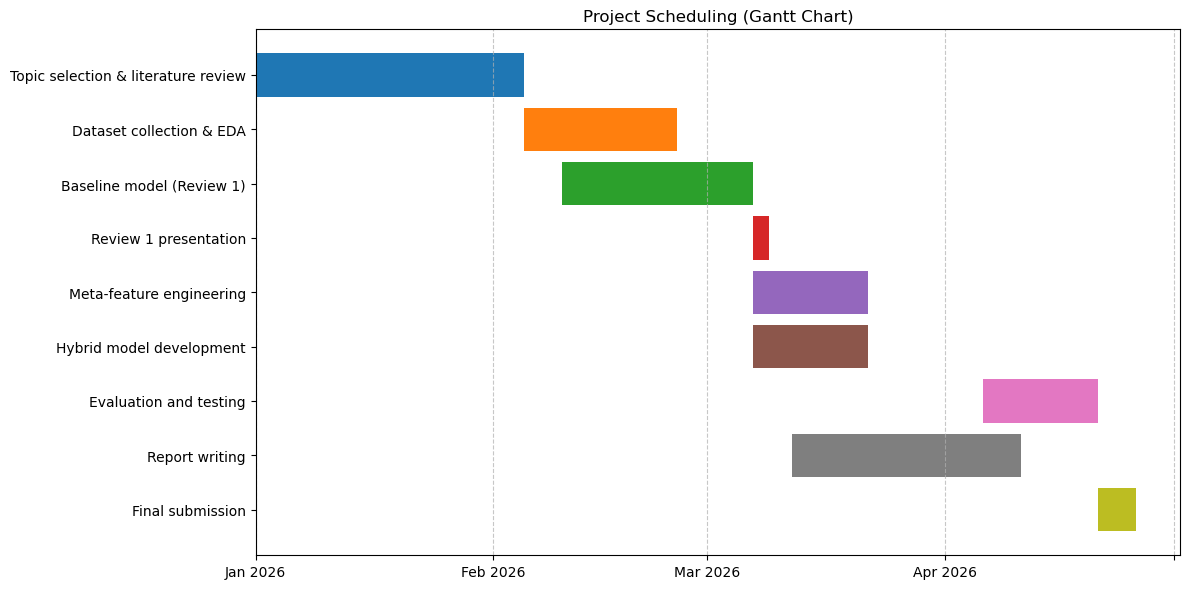 Project Scheduling (Gantt Chart)
Topic selection & literature review
Dataset collection & EDA
Baseline model (Review 1)
Review 1 presentation
Meta-feature engineering
Hybrid model development
Evaluation and testing
Report writing
Final submission
Jan 2026 Feb 2026 Mar 2026 Apr 2026